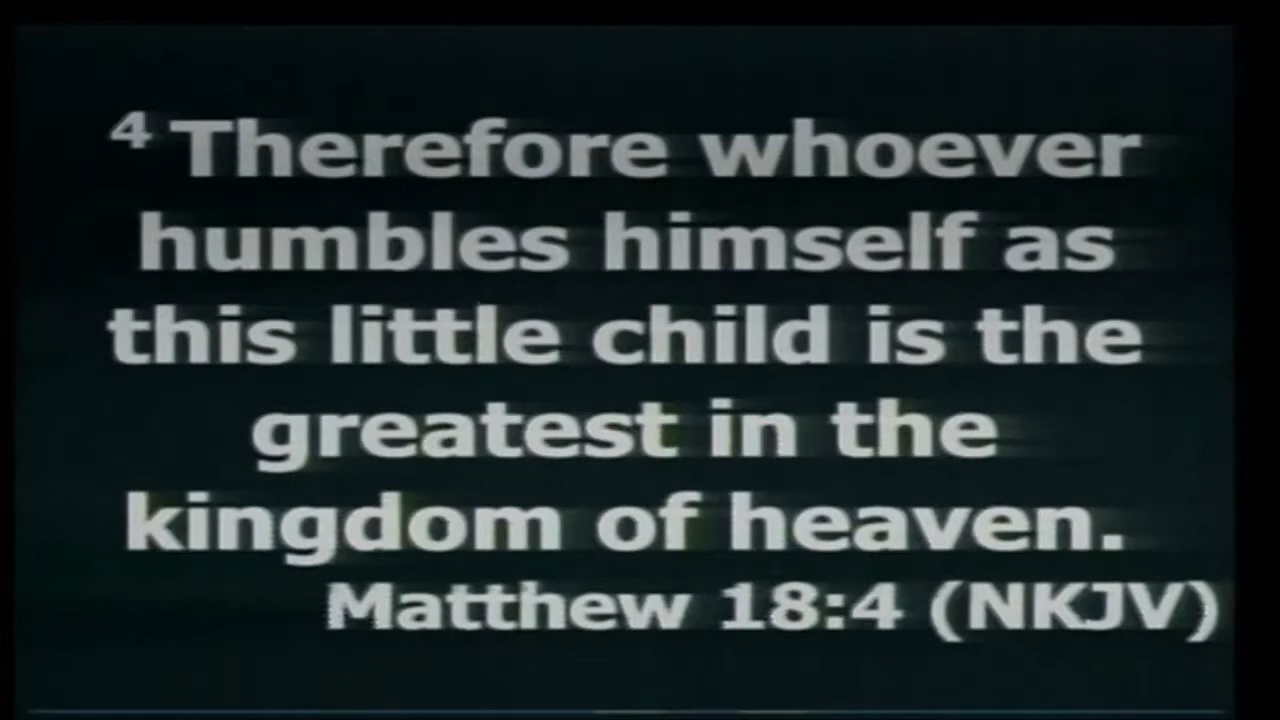 4 Therefore whoever
humbles himself as
this little child is the
greatest in the
kingdom of heaven.
Matthew 18:4 (NKJV)